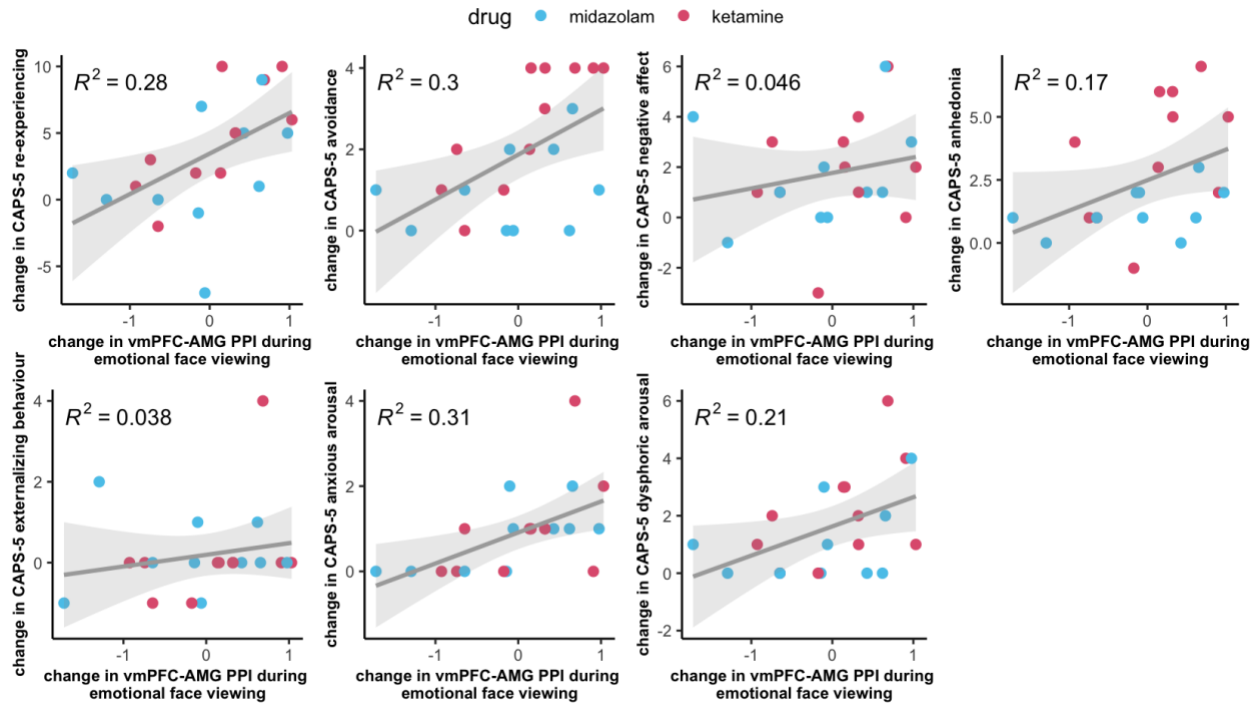 drug midazolam ketamine
R² = 0.28
change in CAPS-5 re-experiencing
10
5
0
-5
-1 0 1
change in vmPFC-AMG PPI during
emotional face viewing
R² = 0.3
change in CAPS-5 avoidance
4
2
0
-1 0 1
change in vmPFC-AMG PPI during
emotional face viewing
R² = 0.046
change in CAPS-5 negative affect
6
4
2
0
-2
-1 0 1
change in vmPFC-AMG PPI during
emotional face viewing
R² = 0.17
change in CAPS-5 anhedonia
5.0
2.5
0.0
-1 0 1
change in vmPFC-AMG PPI during
emotional face viewing
R² = 0.038
change in CAPS-5 externalizing behaviour
4
2
0
-1 0 1
change in vmPFC-AMG PPI during
emotional face viewing
R² = 0.31
change in CAPS-5 anxious arousal
4
2
0
-1 0 1
change in vmPFC-AMG PPI during
emotional face viewing
R² = 0.21
change in CAPS-5 dysphoric arousal
6
4
2
0
-2
-1 0 1
change in vmPFC-AMG PPI during
emotional face viewing